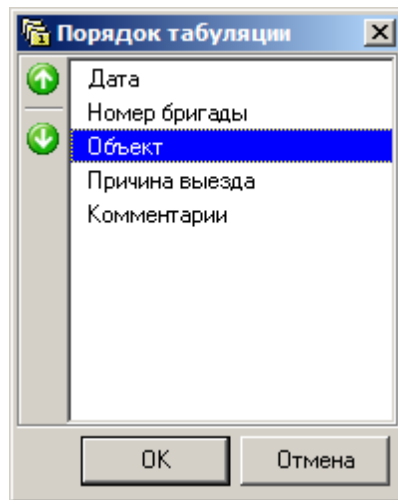 Порядок табуляции
Дата
Номер бригады
Объект
Причина выезда
Комментарии
OK
Отмена